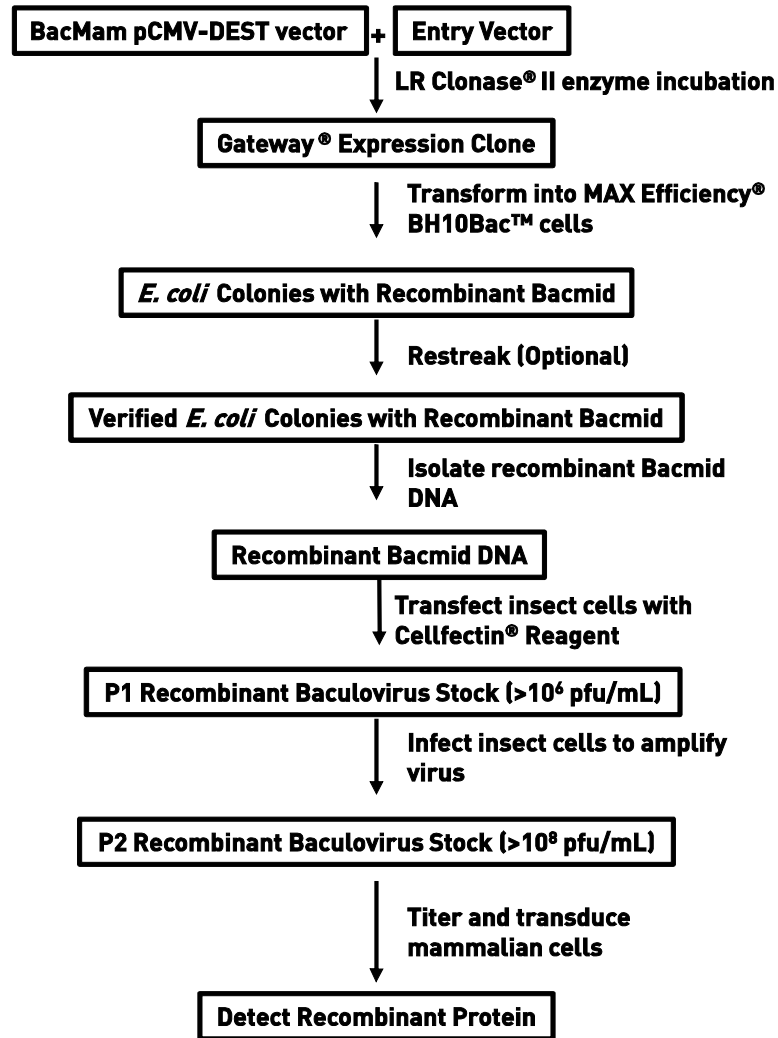 BacMam pCMV-DEST vector + Entry Vector
LR Clonase® II enzyme incubation
Gateway® Expression Clone
Transform into MAX Efficiency®
BH10Bac™ cells
E. coli Colonies with Recombinant Bacmid
Restreak (Optional)
Verified E. coli Colonies with Recombinant Bacmid
Isolate recombinant Bacmid
DNA
Recombinant Bacmid DNA
Transfect insect cells with
Cellfectin® Reagent
P1 Recombinant Baculovirus Stock (>10⁶ pfu/mL)
Infect insect cells to amplify
virus
P2 Recombinant Baculovirus Stock (>10⁸ pfu/mL)
Titer and transduce
mammalian cells
Detect Recombinant Protein